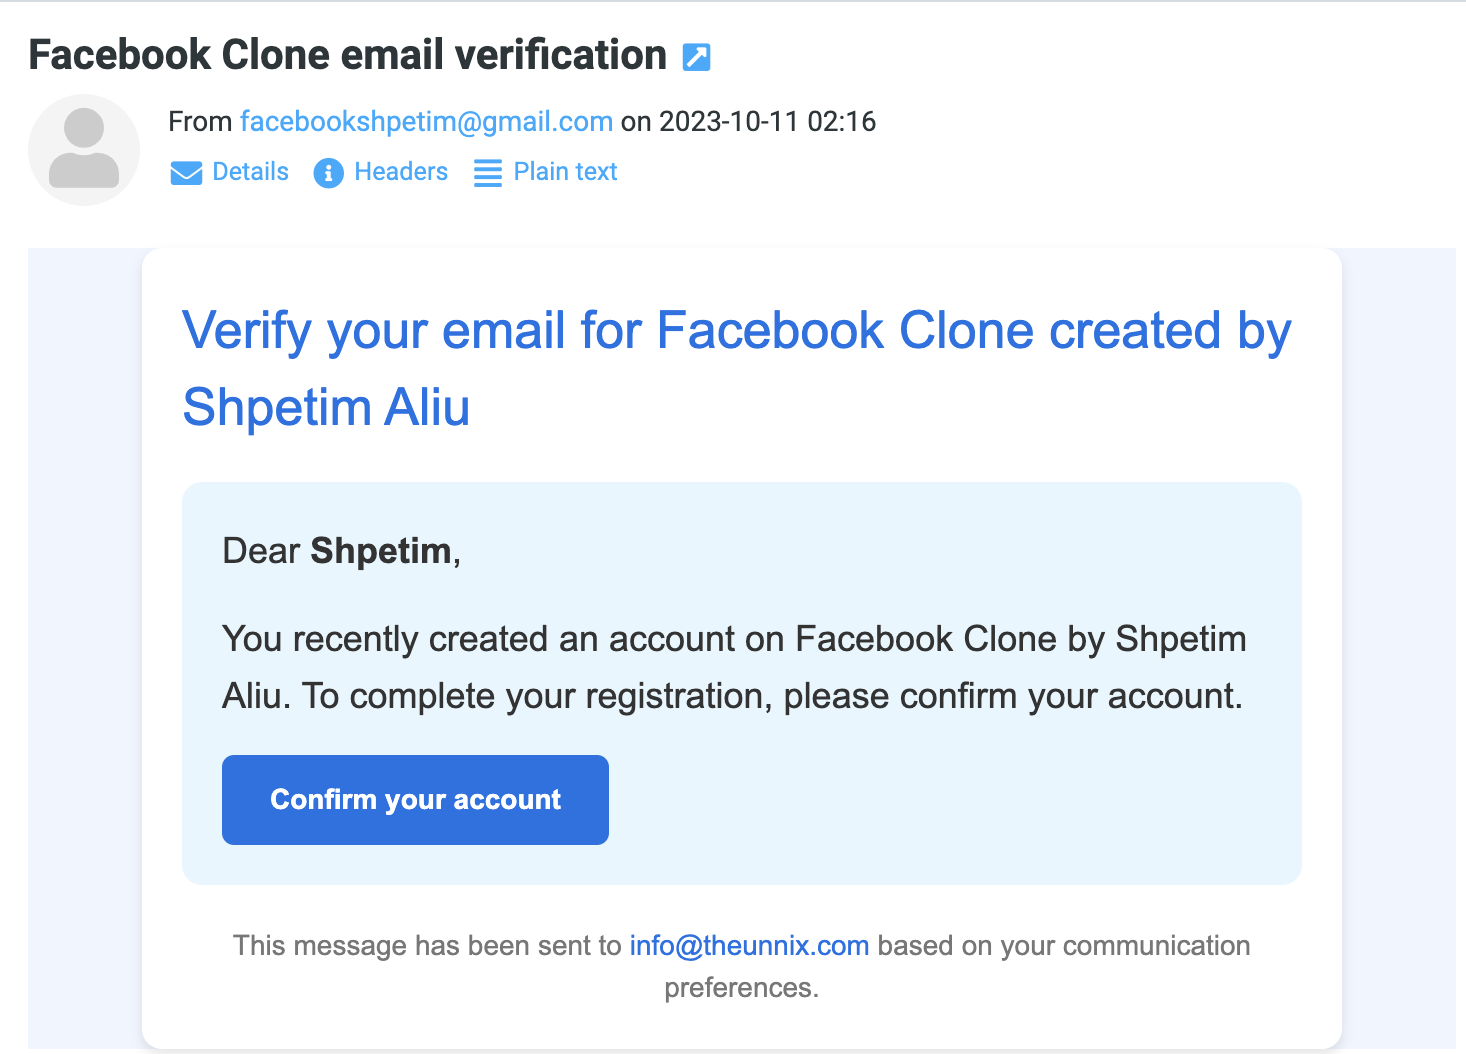 Facebook Clone email verification
From facebookshpetim@gmail.com on 2023-10-11 02:16
Details Headers Plain text
Verify your email for Facebook Clone created by
Shpetim Aliu
Dear Shpetim,
You recently created an account on Facebook Clone by Shpetim
Aliu. To complete your registration, please confirm your account.
Confirm your account
This message has been sent to info@theunnix.com based on your communication
preferences.